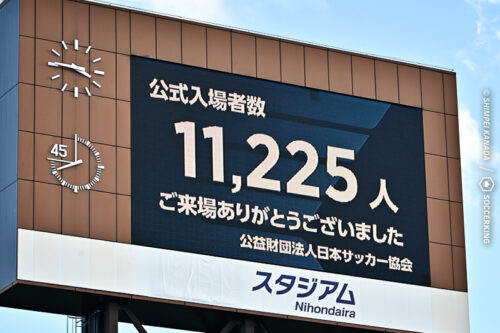 公式入場者数
11,225人
ご来場ありがとうございました
公益財団法人日本サッカー協会
45
スタジアム
Nihondaira
© SHIMPEI KANADA
SOCCERKING